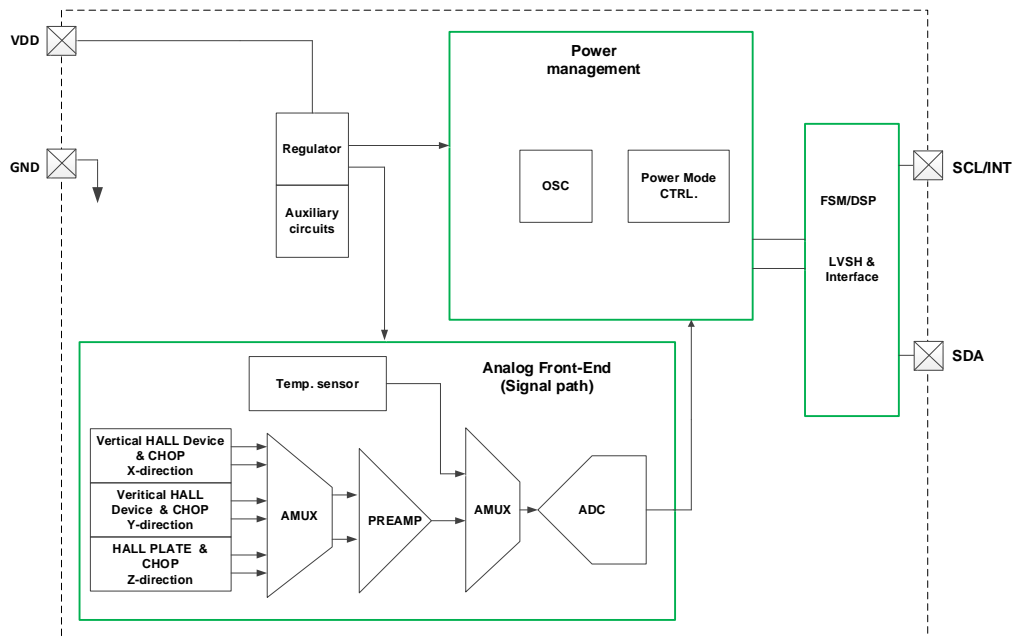 VDD
Power
management
Regulator
GND
SCL/INT
OSC
Power Mode
CTRL.
FSM/DSP
Auxiliary
circuits
LVSH &
Interface
SDA
Analog Front-End
(Signal path)
Temp. sensor
Vertical HALL Device
& CHOP
X-direction
Veritical HALL
Device & CHOP
Y-direction
HALL PLATE &
CHOP
Z-direction
AMUX
PREAMP
AMUX
ADC